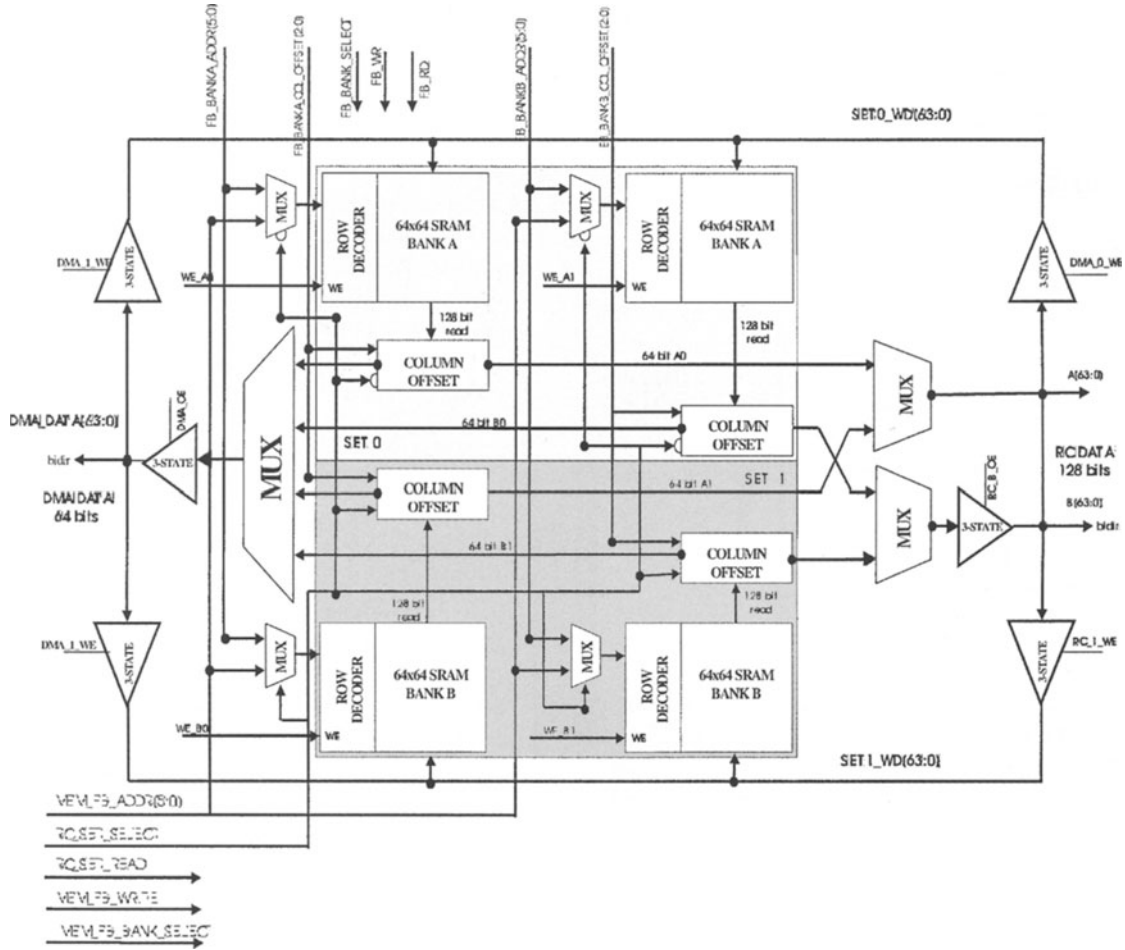 FB_BANKA_ADDR(5:0)
FB_BANKA_COL_OFFSET(2:0)
FB_BANK_SELECT
FB_WR
FB_RD
B_BANKB_ADDR(5:0)
SET0_WD(63:0)
MUX
ROW DECODER
64x64 SRAM
BANK A
MUX
ROW DECODER
64x64 SRAM
BANK A
3-STATE
DMA_1_WE
3-STATE
DMA_0_WE
WE
WE_A1
WE
128 bit
read
128 bit
read
COLUMN
OFFSET
64 bit A0
MUX
A(63:0)
DMA_OE
3-STATE
bidir
MUX
64 bit B0
SET 0
COLUMN
OFFSET
RC DATA
128 bits
64 bits
COLUMN
OFFSET
64 bit A1
SET 1
MUX
3-STATE
RC_B_OE
B(63:0)
bidir
64 bit B1
COLUMN
OFFSET
128 bit
read
128 bit
read
DMA_1_WE
3-STATE
MUX
ROW DECODER
64x64 SRAM
BANK B
MUX
ROW DECODER
64x64 SRAM
BANK B
3-STATE
RC_1_WE
WE_B0
WE
WE_B1
WE
SET1_WD(63:0)
RC_SET_SELECT
RC_SET_READ